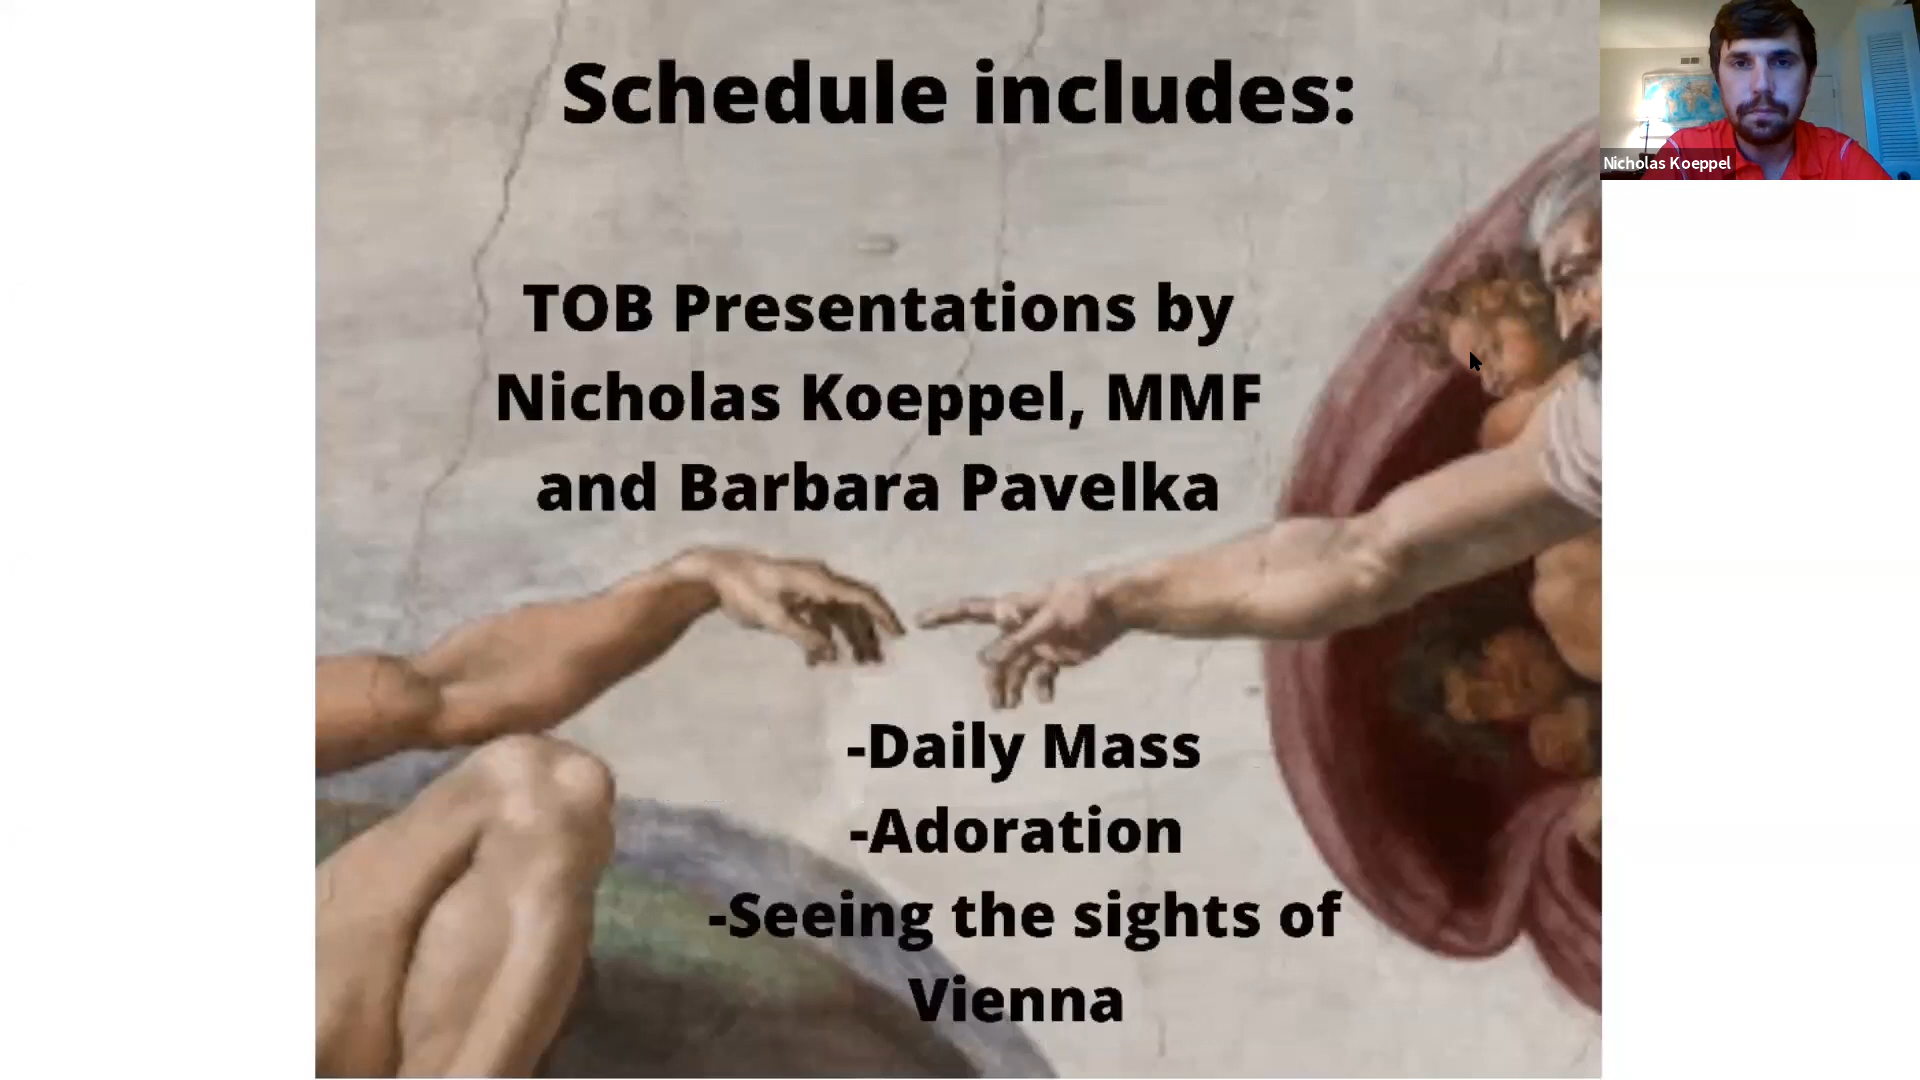 Schedule includes:
TOB Presentations by
Nicholas Koeppel, MMF
and Barbara Pavelka
-Daily Mass
-Adoration
-Seeing the sights of
Vienna
Nicholas Koeppel